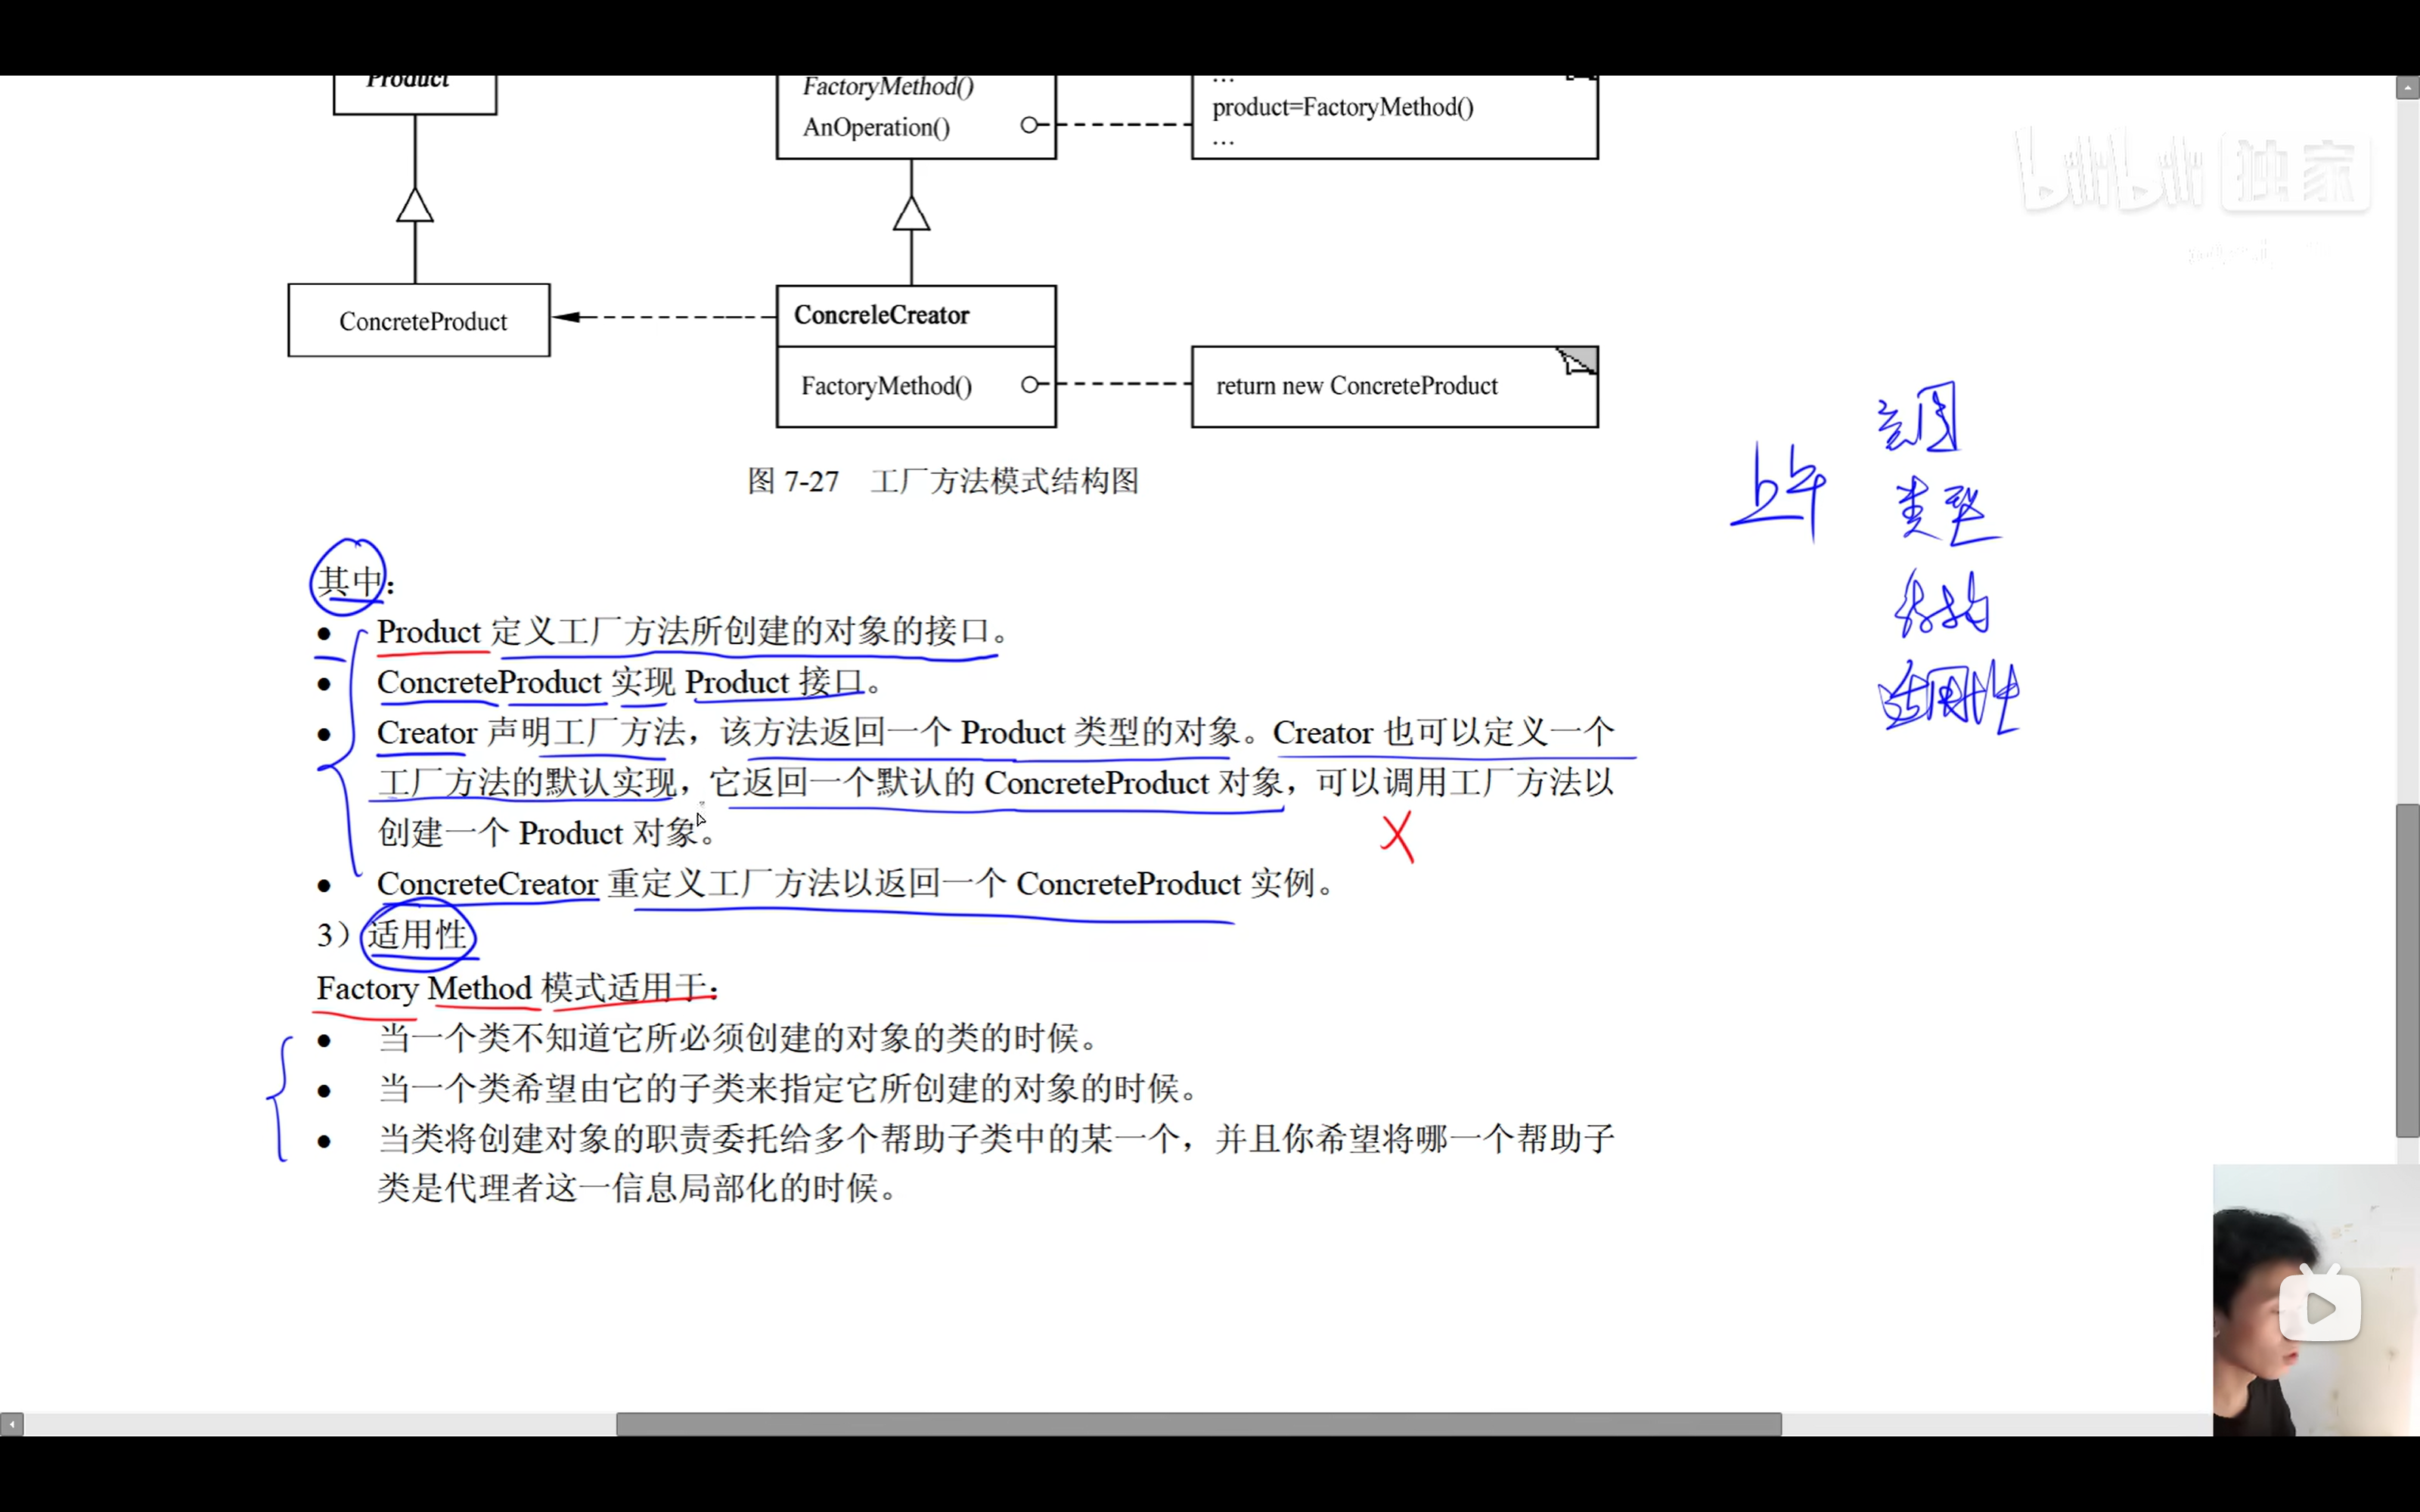 Product
FactoryMethod()
AnOperation()
...
product=FactoryMethod()
...
bilibili 独家
ConcreteProduct
ConcreleCreator
FactoryMethod()
return new ConcreteProduct
图 7-27 工厂方法模式结构图
上午
意图
类型
结构
适用性
其中：
● Product 定义工厂方法所创建的对象的接口。
● ConcreteProduct 实现 Product 接口。
● Creator 声明工厂方法，该方法返回一个 Product 类型的对象。Creator 也可以定义一个
工厂方法的默认实现，它返回一个默认的 ConcreteProduct 对象，可以调用工厂方法以
创建一个 Product 对象。
● ConcreteCreator 重定义工厂方法以返回一个 ConcreteProduct 实例。
3）适用性
Factory Method 模式适用于：
● 当一个类不知道它所必须创建的对象的类的时候。
● 当一个类希望由它的子类来指定它所创建的对象的时候。
● 当类将创建对象的职责委托给多个帮助子类中的某一个，并且你希望将哪一个帮助子
类是代理者这一信息局部化的时候。